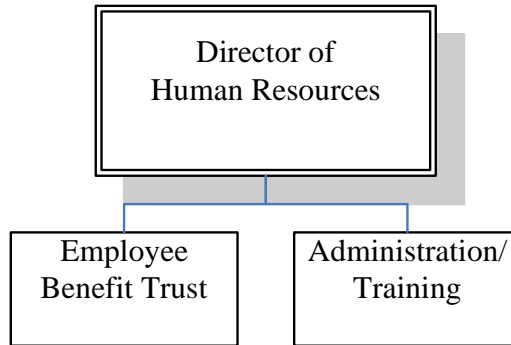 Director of
Human Resources
Employee
Benefit Trust
Administration/
Training